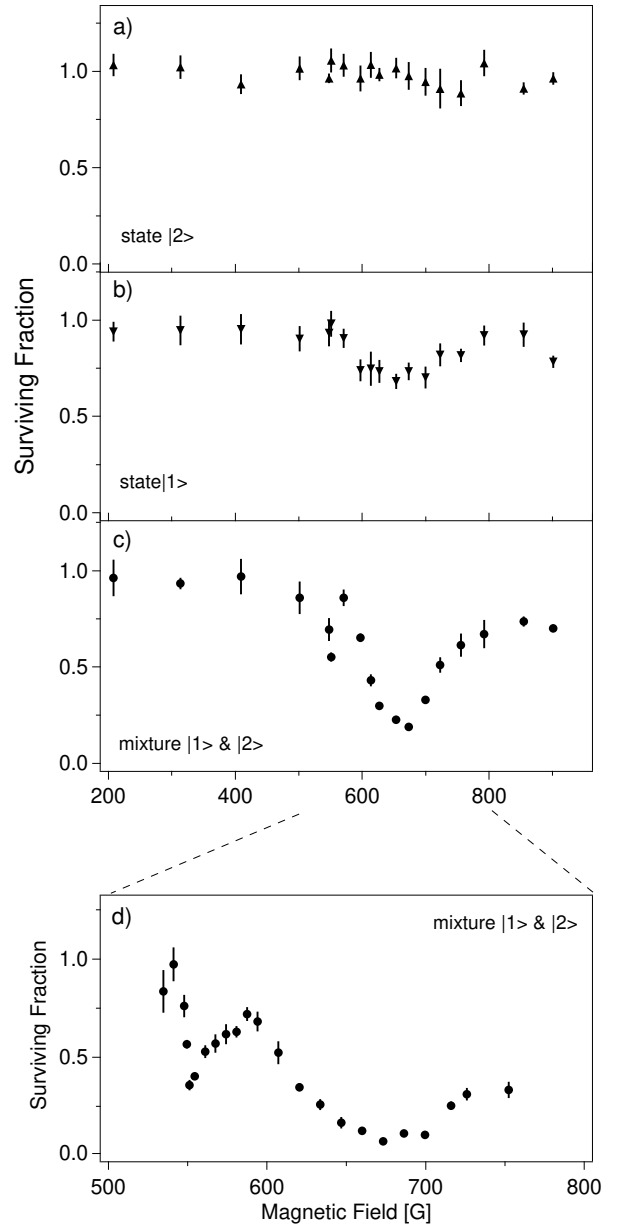 a)
1.0
0.5
0.0
state |2>
b)
1.0
0.5
0.0
state|1>
Surviving Fraction
c)
1.0
0.5
0.0
mixture |1> & |2>
200
400
600
800
d)
mixture |1> & |2>
1.0
0.5
0.0
Surviving Fraction
500
600
700
800
Magnetic Field [G]